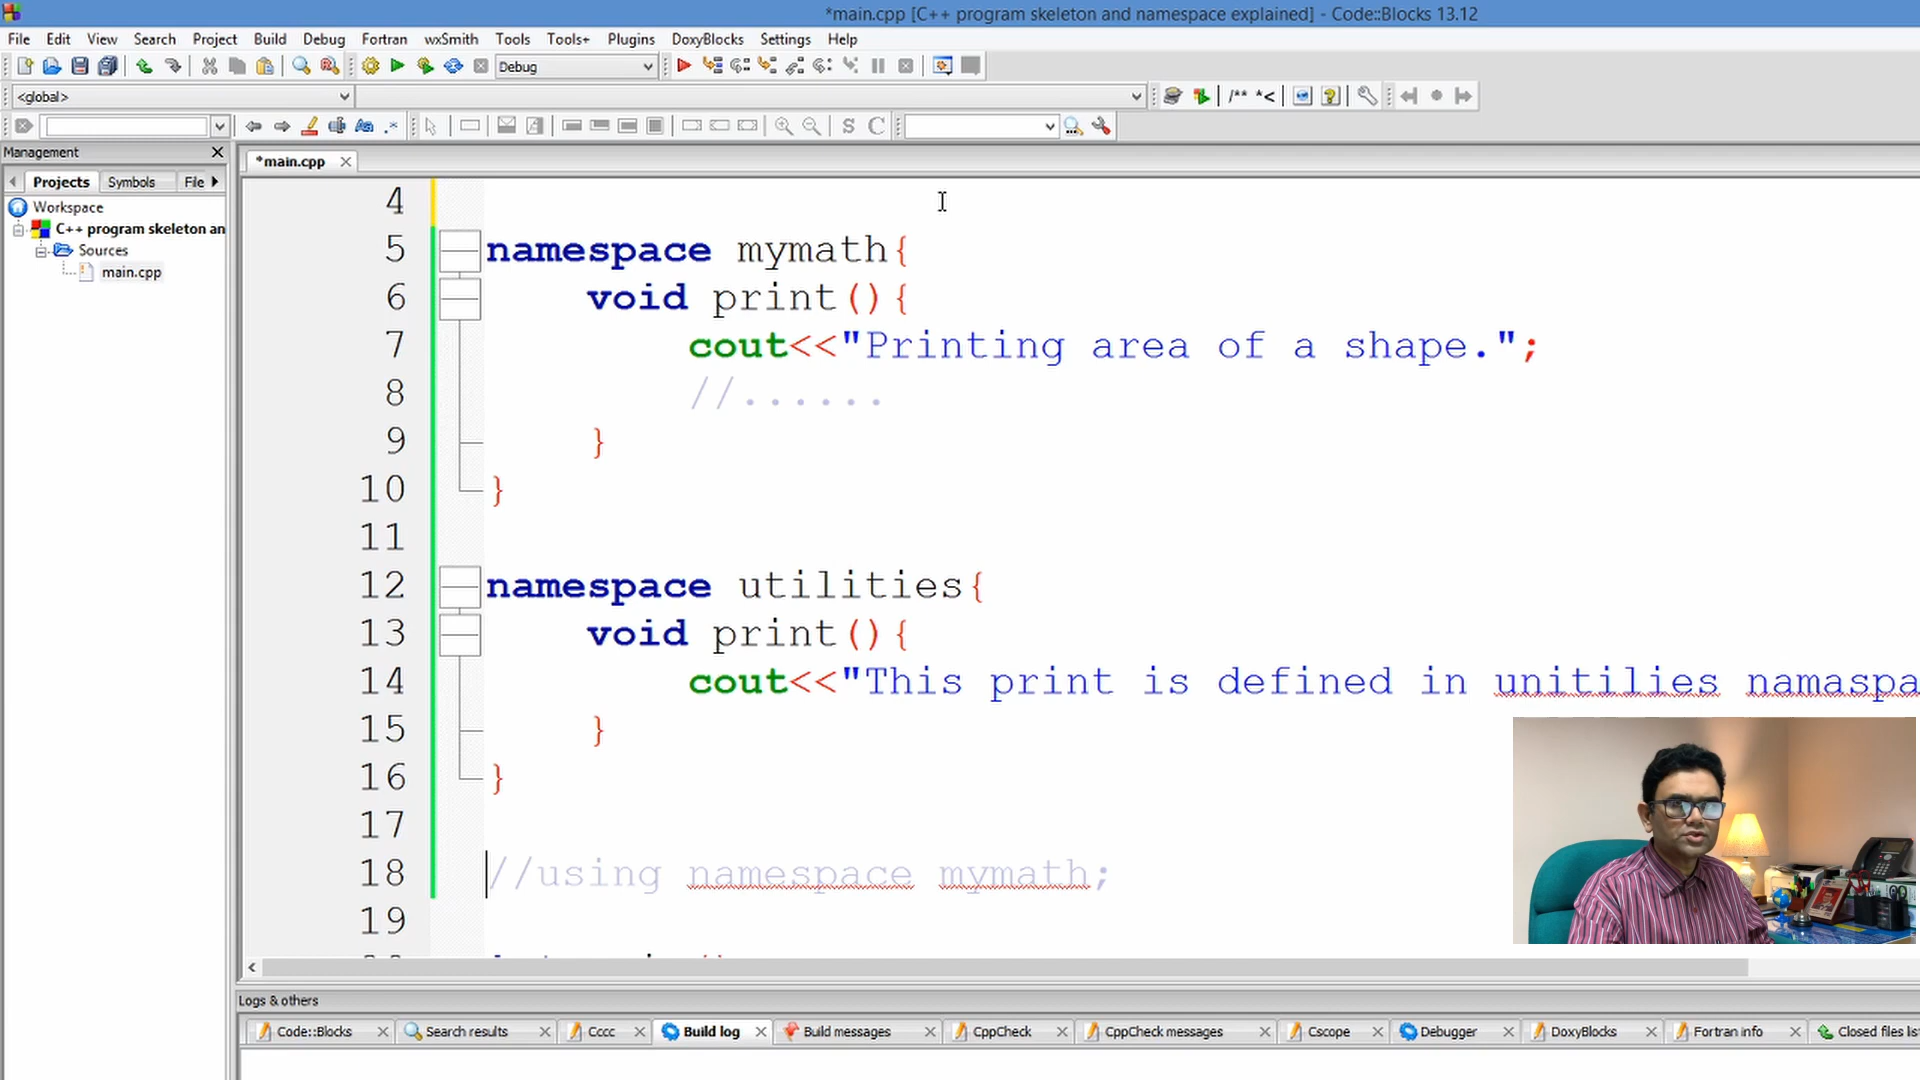 *main.cpp [C++ program skeleton and namespace explained] - Code::Blocks 13.12
File Edit View Search Project Build Debug Fortran wxSmith Tools Tools+ Plugins DoxyBlocks Settings Help
Debug
<global>
/** *<
S C
Management
*main.cpp
Projects Symbols File
Workspace
C++ program skeleton an
Sources
main.cpp
4
5 namespace mymath{
6 void print(){
7 cout<<"Printing area of a shape.";
8 //......
9 }
10 }
11
12 namespace utilities{
13 void print(){
14 cout<<"This print is defined in unitilies namaspa
15 }
16 }
17
18 //using namespace mymath;
19
Logs & others
Code::Blocks Search results Cccc Build log Build messages CppCheck CppCheck messages Cscope Debugger DoxyBlocks Fortran info Closed files lis